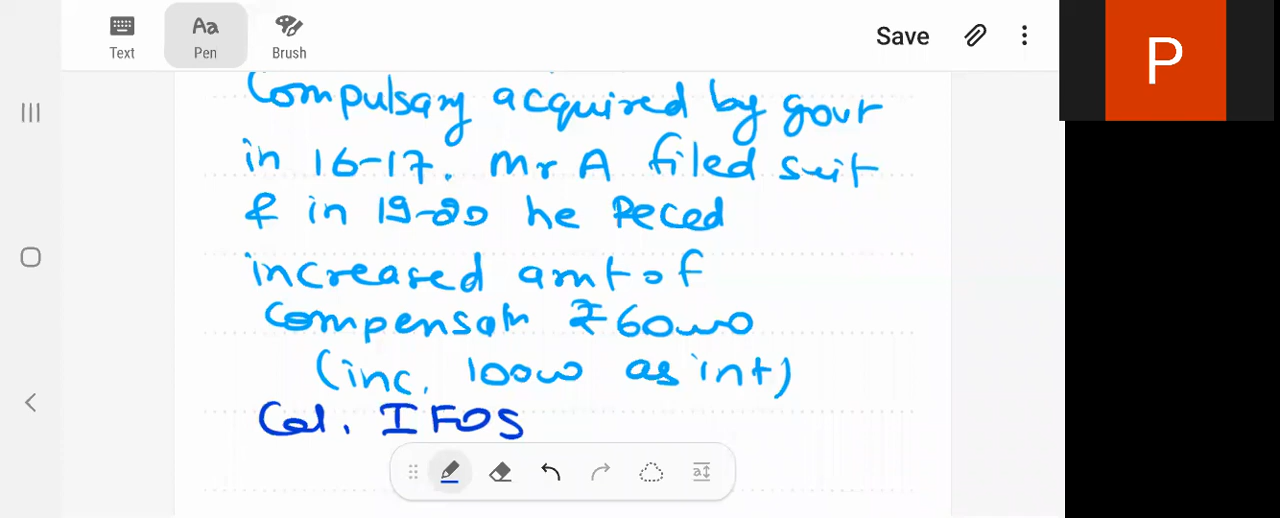 Text
Pen
Brush
Save
P
Compulsary acquired by govt
in 16-17. Mr A filed suit
& in 19-20 he Reced
increased amt of
Compensatn ₹60000
(inc. 10000 as int)
Cal. IFOS